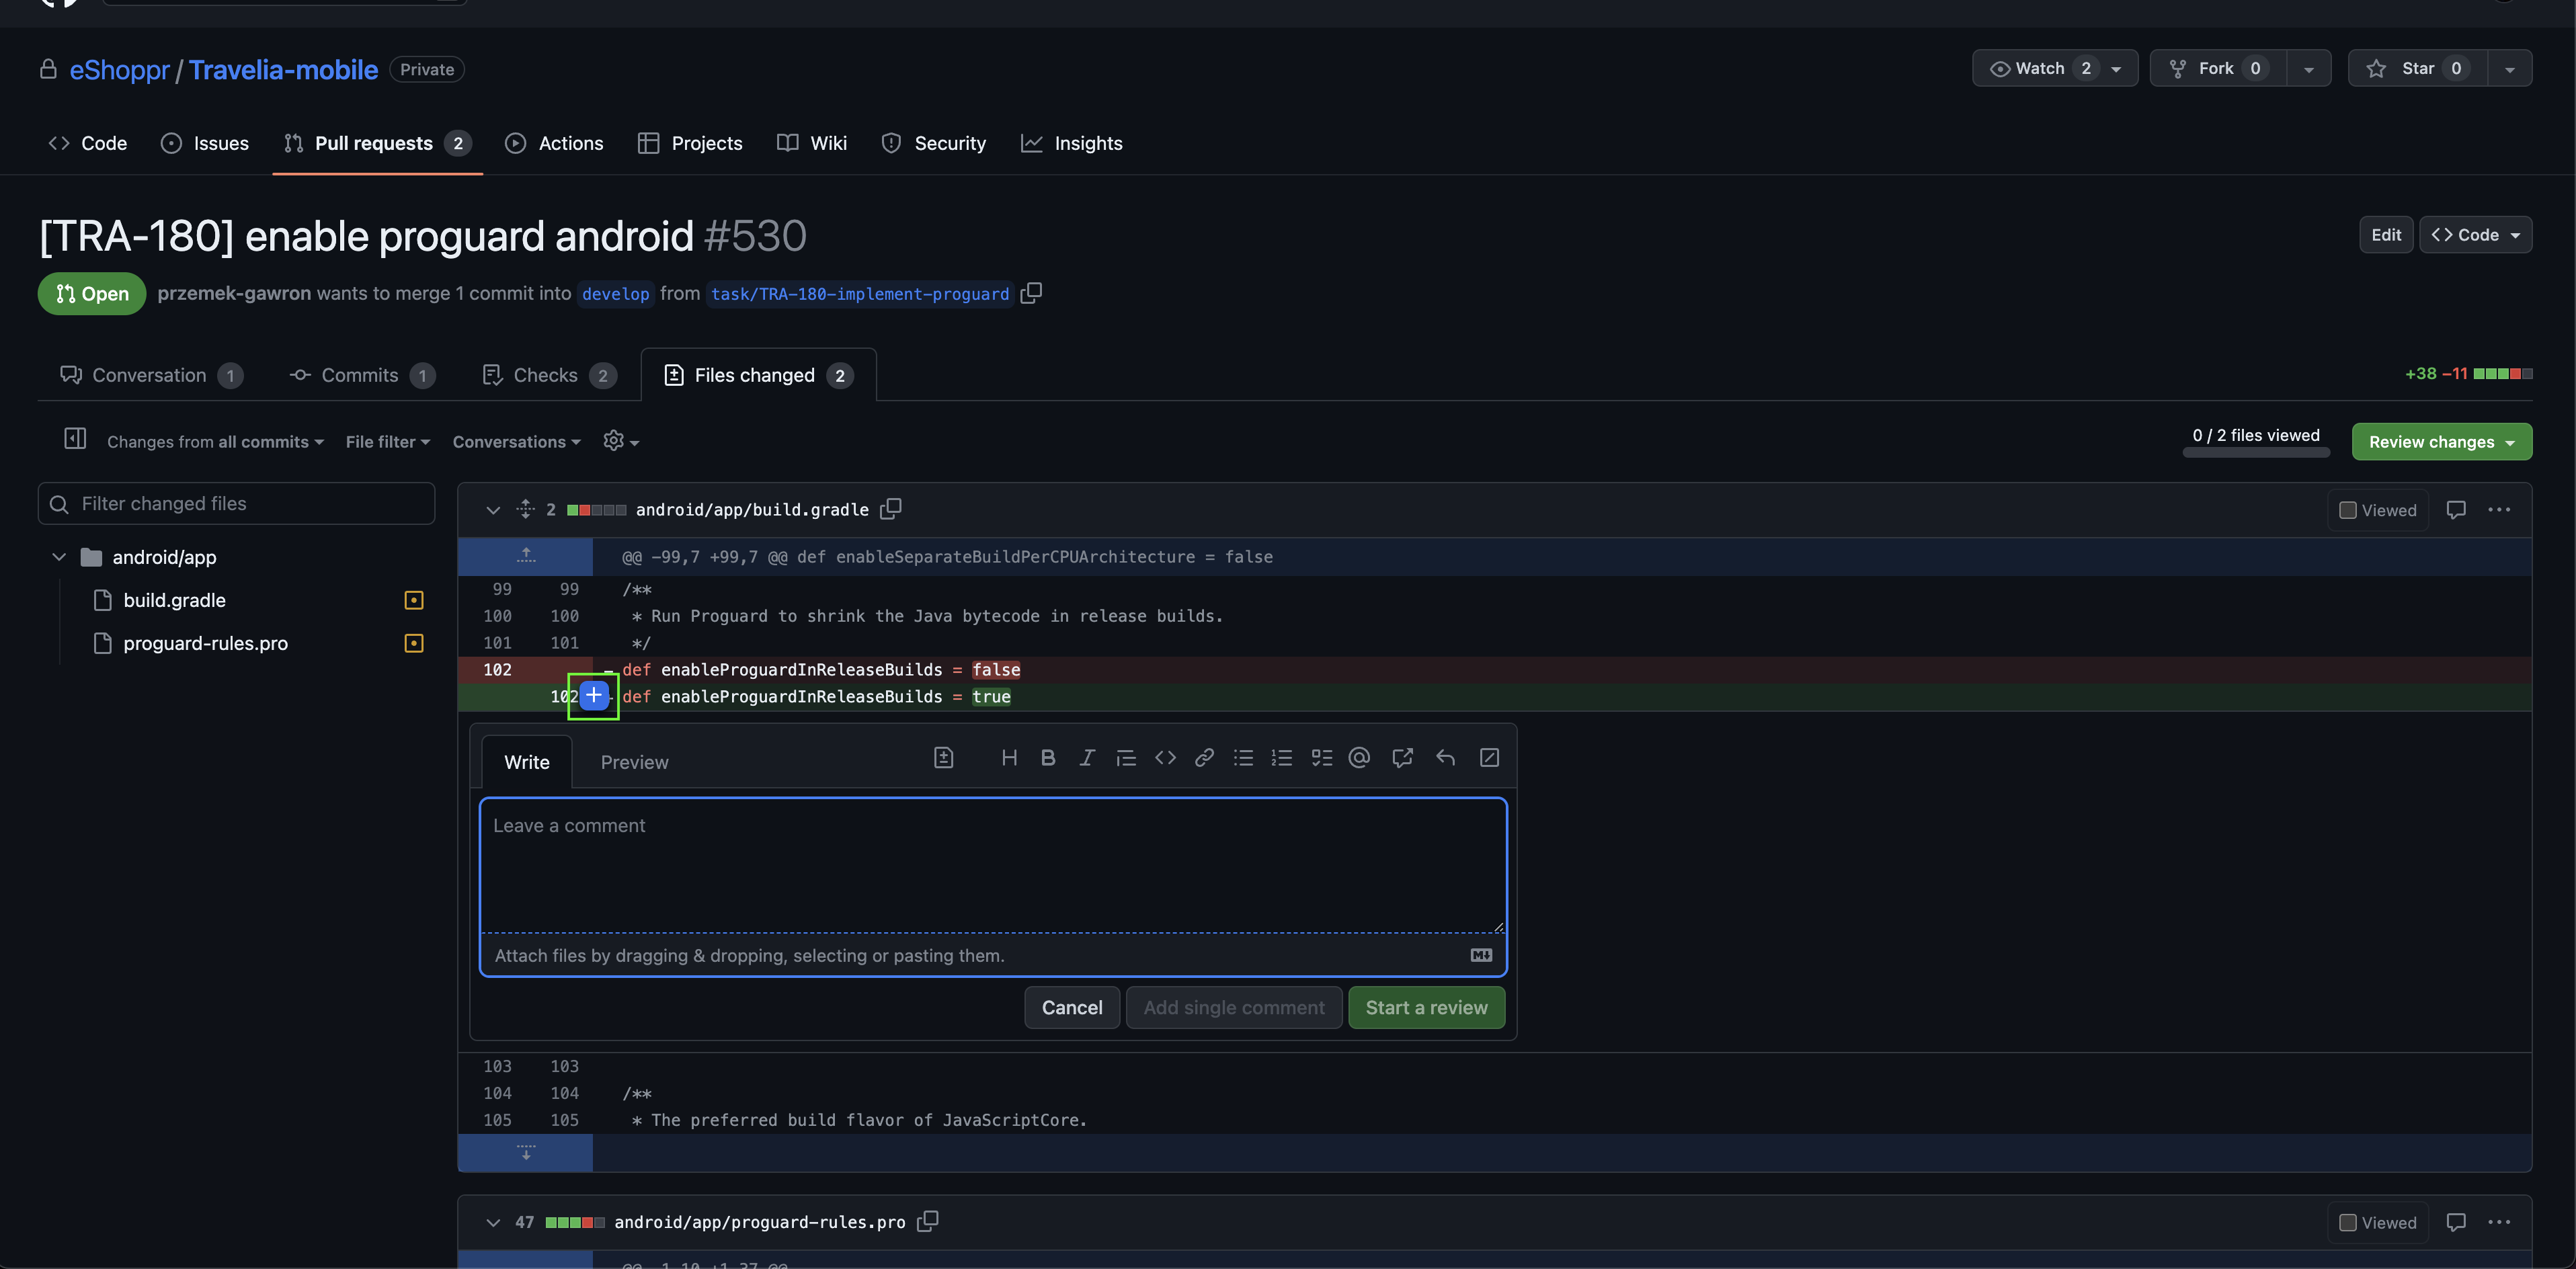 eShoppr / Travelia-mobile Private
Watch 2 Fork 0 Star 0
Code Issues Pull requests 2 Actions Projects Wiki Security Insights
[TRA-180] enable proguard android #530
Edit Code
Open przemek-gawron wants to merge 1 commit into develop from task/TRA-180-implement-proguard
Conversation 1 Commits 1 Checks 2 Files changed 2
+38 −11
Changes from all commits File filter Conversations
0 / 2 files viewed
Review changes
Filter changed files
android/app
build.gradle
proguard-rules.pro
2 android/app/build.gradle
Viewed
@@ -99,7 +99,7 @@ def enableSeparateBuildPerCPUArchitecture = false
99 99 /**
100 100 * Run Proguard to shrink the Java bytecode in release builds.
101 101 */
102 - def enableProguardInReleaseBuilds = false
102 + def enableProguardInReleaseBuilds = true
Write Preview
Leave a comment
Attach files by dragging & dropping, selecting or pasting them.
Cancel Add single comment Start a review
103 103
104 104 /**
105 105 * The preferred build flavor of JavaScriptCore.
47 android/app/proguard-rules.pro
Viewed
@@ -1,10 +1,37 @@